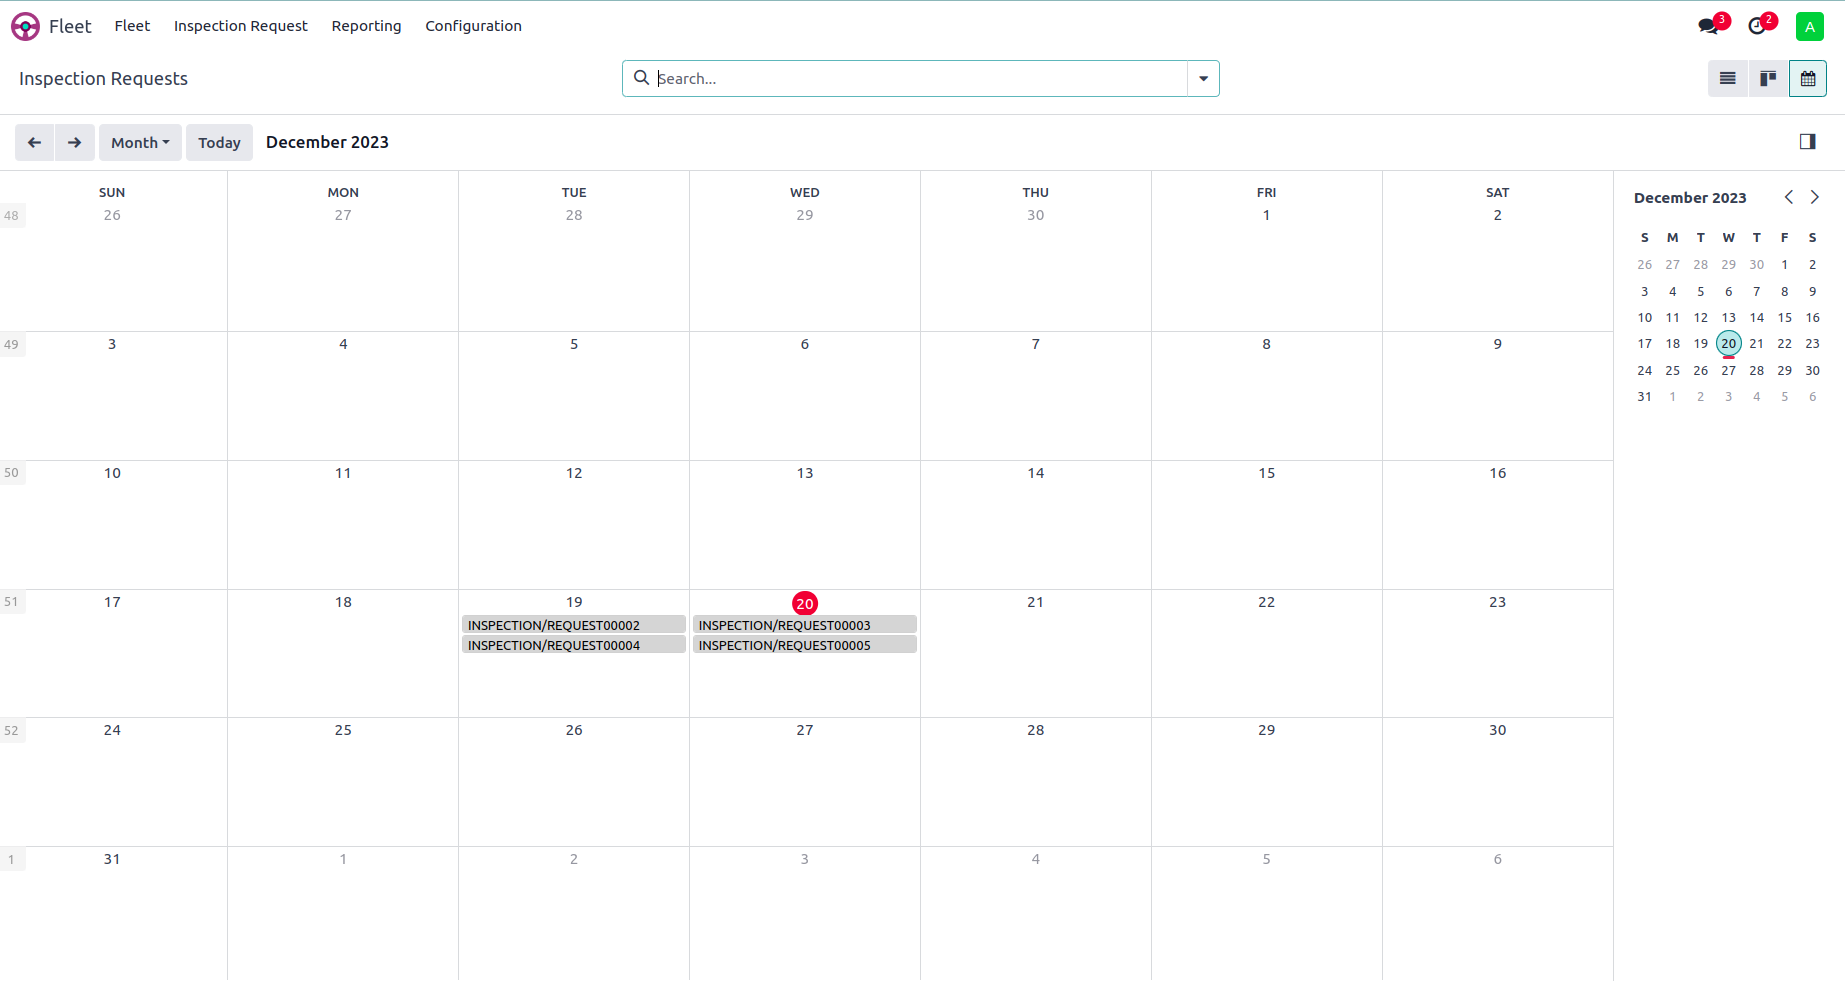 Fleet Fleet Inspection Request Reporting Configuration 3 2 A
Inspection Requests Search...
Month Today December 2023
SUN MON TUE WED THU FRI SAT
48 26 27 28 29 30 1 2
49 3 4 5 6 7 8 9
50 10 11 12 13 14 15 16
51 17 18 19 20 21 22 23
INSPECTION/REQUEST00002 INSPECTION/REQUEST00003
INSPECTION/REQUEST00004 INSPECTION/REQUEST00005
52 24 25 26 27 28 29 30
1 31 1 2 3 4 5 6
December 2023
S M T W T F S
26 27 28 29 30 1 2
3 4 5 6 7 8 9
10 11 12 13 14 15 16
17 18 19 20 21 22 23
24 25 26 27 28 29 30
31 1 2 3 4 5 6